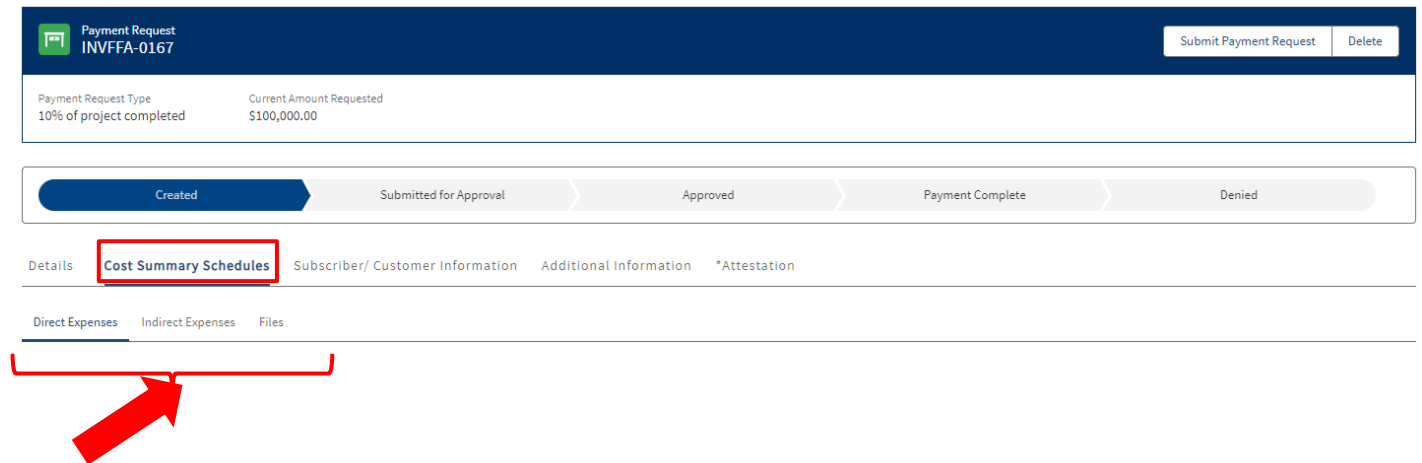 Payment Request
INVFFA-0167
Submit Payment Request Delete
Payment Request Type Current Amount Requested
10% of project completed $100,000.00
Created Submitted for Approval Approved Payment Complete Denied
Details Cost Summary Schedules Subscriber/ Customer Information Additional Information *Attestation
Direct Expenses Indirect Expenses Files